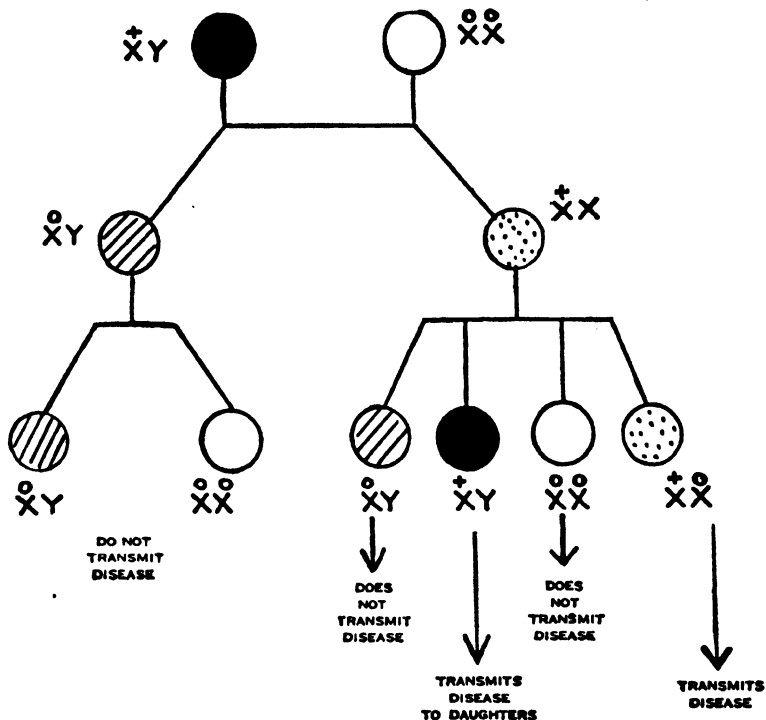 + o o
XY XX
o +
XY XX
o o o o + o o + o
XY XX XY XY XX XX
DO NOT
TRANSMIT
DISEASE
DOES
NOT
TRANSMIT
DISEASE
TRANSMITS
DISEASE
TO DAUGHTERS
DOES
NOT
TRANSMIT
DISEASE
TRANSMITS
DISEASE